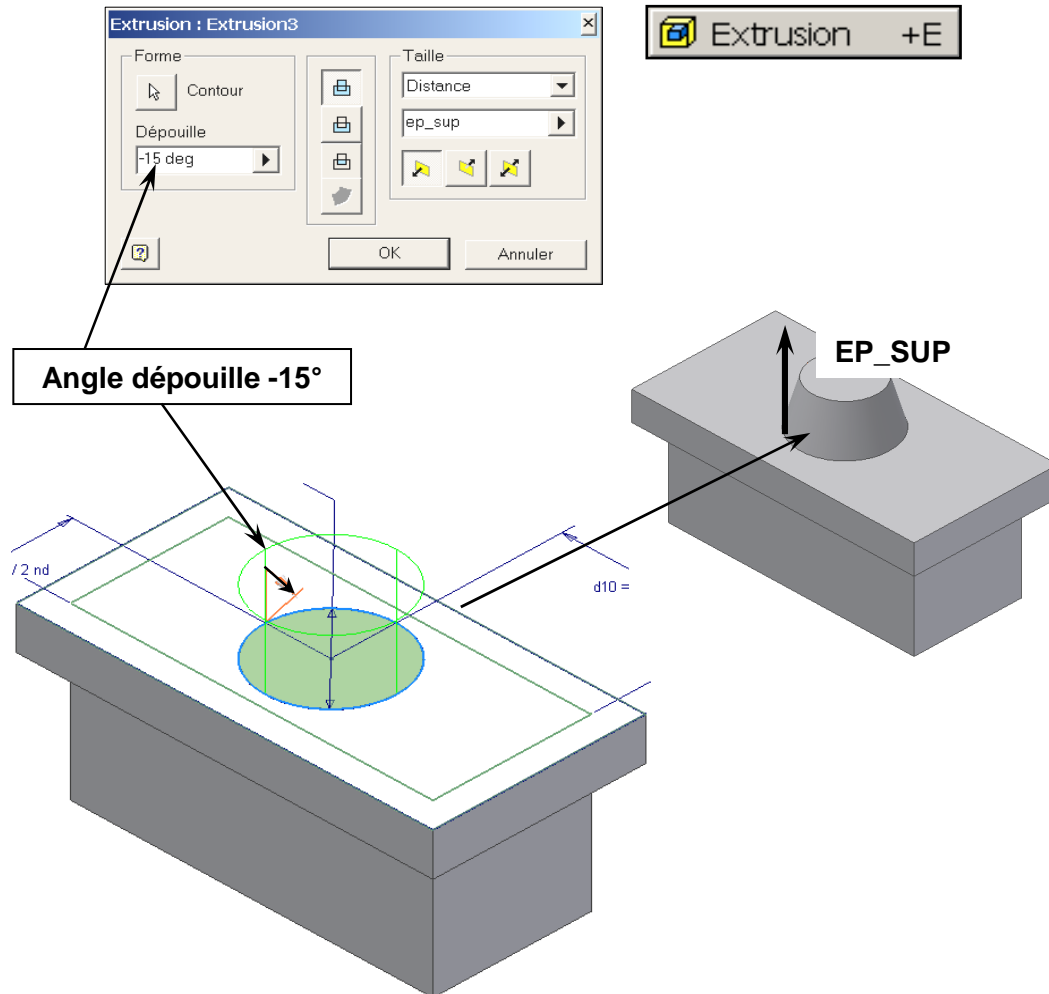 Extrusion : Extrusion3
Extrusion +E
Forme
Contour
Dépouille
-15 deg
Taille
Distance
ep_sup
OK
Annuler
Angle dépouille -15°
EP_SUP
/ 2 nd
d10 =